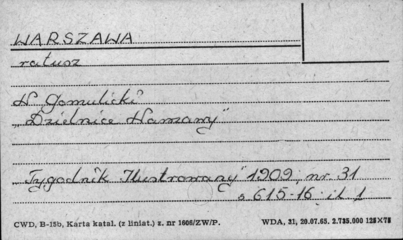 WARSZAWA
ratusz
W Gomulicki
"Dzielnice Warszawy"
"Tygodnik Ilustrowany" 1909, nr. 31
s. 615-16; il. 1
CWD, B-15b, Karta katal. (z liniat.) z. nr 1606/ZW/P. WDA, 31, 20.07.65. 2.735.000 125×75